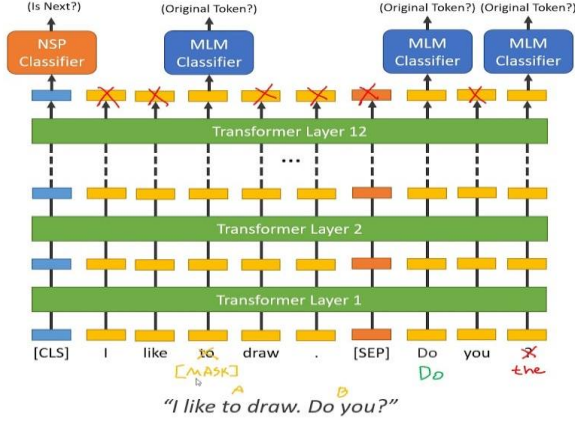 (Is Next?) (Original Token?) (Original Token?) (Original Token?)
NSP Classifier
MLM Classifier
MLM Classifier
MLM Classifier
Transformer Layer 12
...
Transformer Layer 2
Transformer Layer 1
[CLS] I like to draw . [SEP] Do you ?
[MASK] Do the
A B
"I like to draw. Do you?"